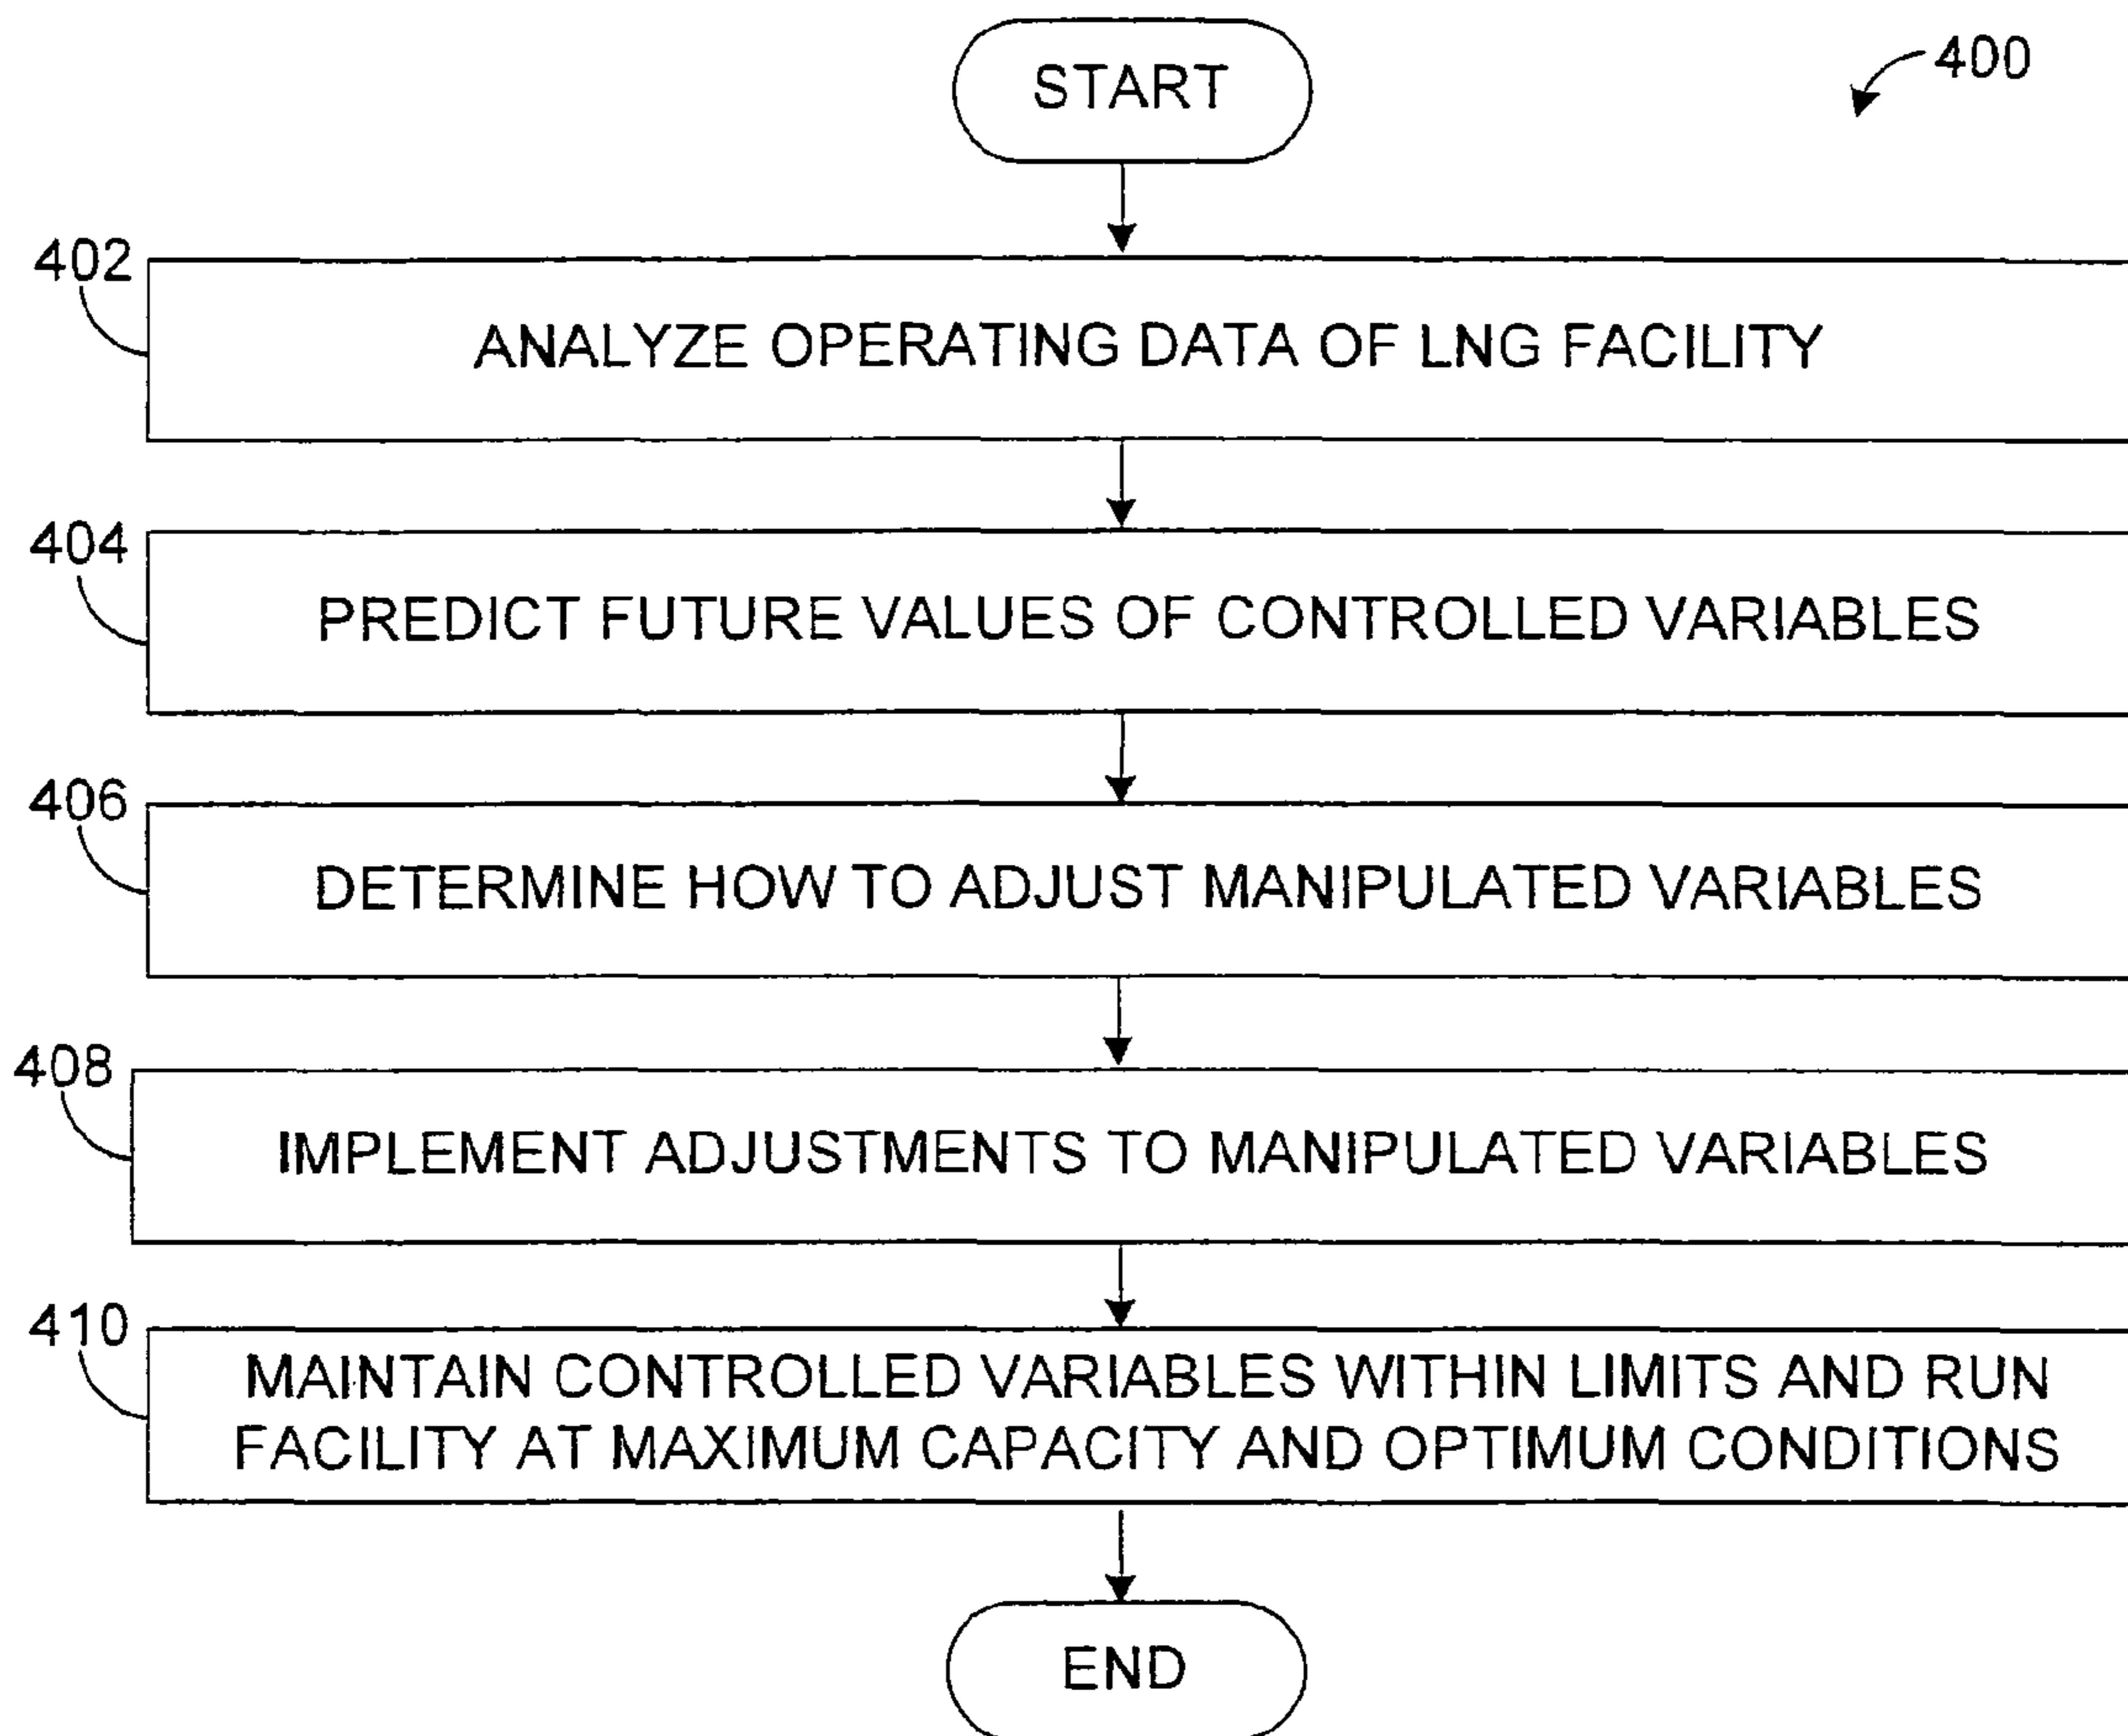 START
400
402
ANALYZE OPERATING DATA OF LNG FACILITY
404
PREDICT FUTURE VALUES OF CONTROLLED VARIABLES
406
DETERMINE HOW TO ADJUST MANIPULATED VARIABLES
408
IMPLEMENT ADJUSTMENTS TO MANIPULATED VARIABLES
410
MAINTAIN CONTROLLED VARIABLES WITHIN LIMITS AND RUN
FACILITY AT MAXIMUM CAPACITY AND OPTIMUM CONDITIONS
END